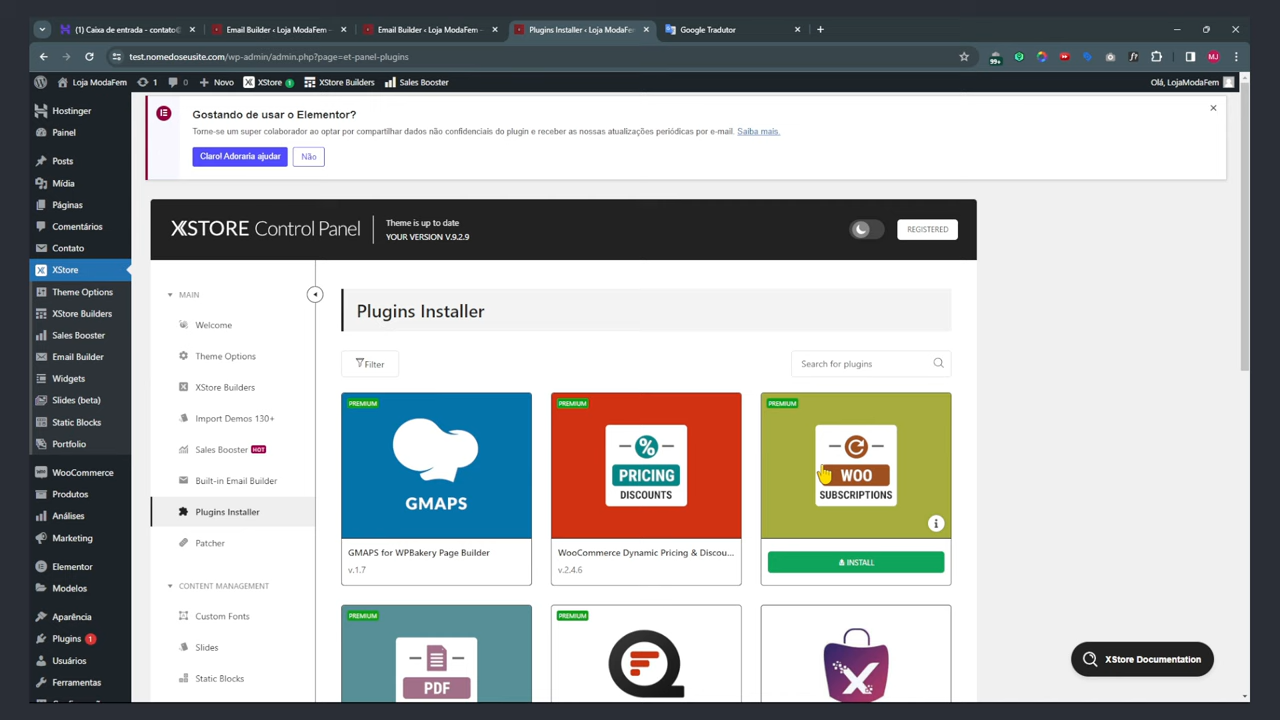 (1) Caixa de entrada - contato@
Email Builder ‹ Loja ModaFem –
Email Builder ‹ Loja ModaFem –
Plugins Installer ‹ Loja ModaFe
Google Tradutor
test.nomedoseusite.com/wp-admin/admin.php?page=et-panel-plugins
99+
f?
MJ
Loja ModaFem
1
0
Novo
XStore 1
XStore Builders
Sales Booster
Olá, LojaModaFem
Hostinger
Painel
Posts
Mídia
Páginas
Comentários
Contato
XStore
Theme Options
XStore Builders
Sales Booster
Email Builder
Widgets
Slides (beta)
Static Blocks
Portfolio
WooCommerce
Produtos
Análises
Marketing
Elementor
Modelos
Aparência
Plugins 1
Usuários
Ferramentas
Gostando de usar o Elementor?
Torne-se um super colaborador ao optar por compartilhar dados não confidenciais do plugin e receber as nossas atualizações periódicas por e-mail. Saiba mais.
Claro! Adoraria ajudar
Não
XSTORE Control Panel
Theme is up to date
YOUR VERSION V.9.2.9
REGISTERED
MAIN
Welcome
Theme Options
XStore Builders
Import Demos 130+
Sales Booster HOT
Built-in Email Builder
Plugins Installer
Patcher
CONTENT MANAGEMENT
Custom Fonts
Slides
Static Blocks
Plugins Installer
Filter
Search for plugins
PREMIUM
GMAPS
GMAPS for WPBakery Page Builder
v.1.7
PREMIUM
%
PRICING
DISCOUNTS
WooCommerce Dynamic Pricing & Discou...
v.2.4.6
PREMIUM
WOO
SUBSCRIPTIONS
INSTALL
PREMIUM
PDF
PREMIUM
X
XStore Documentation